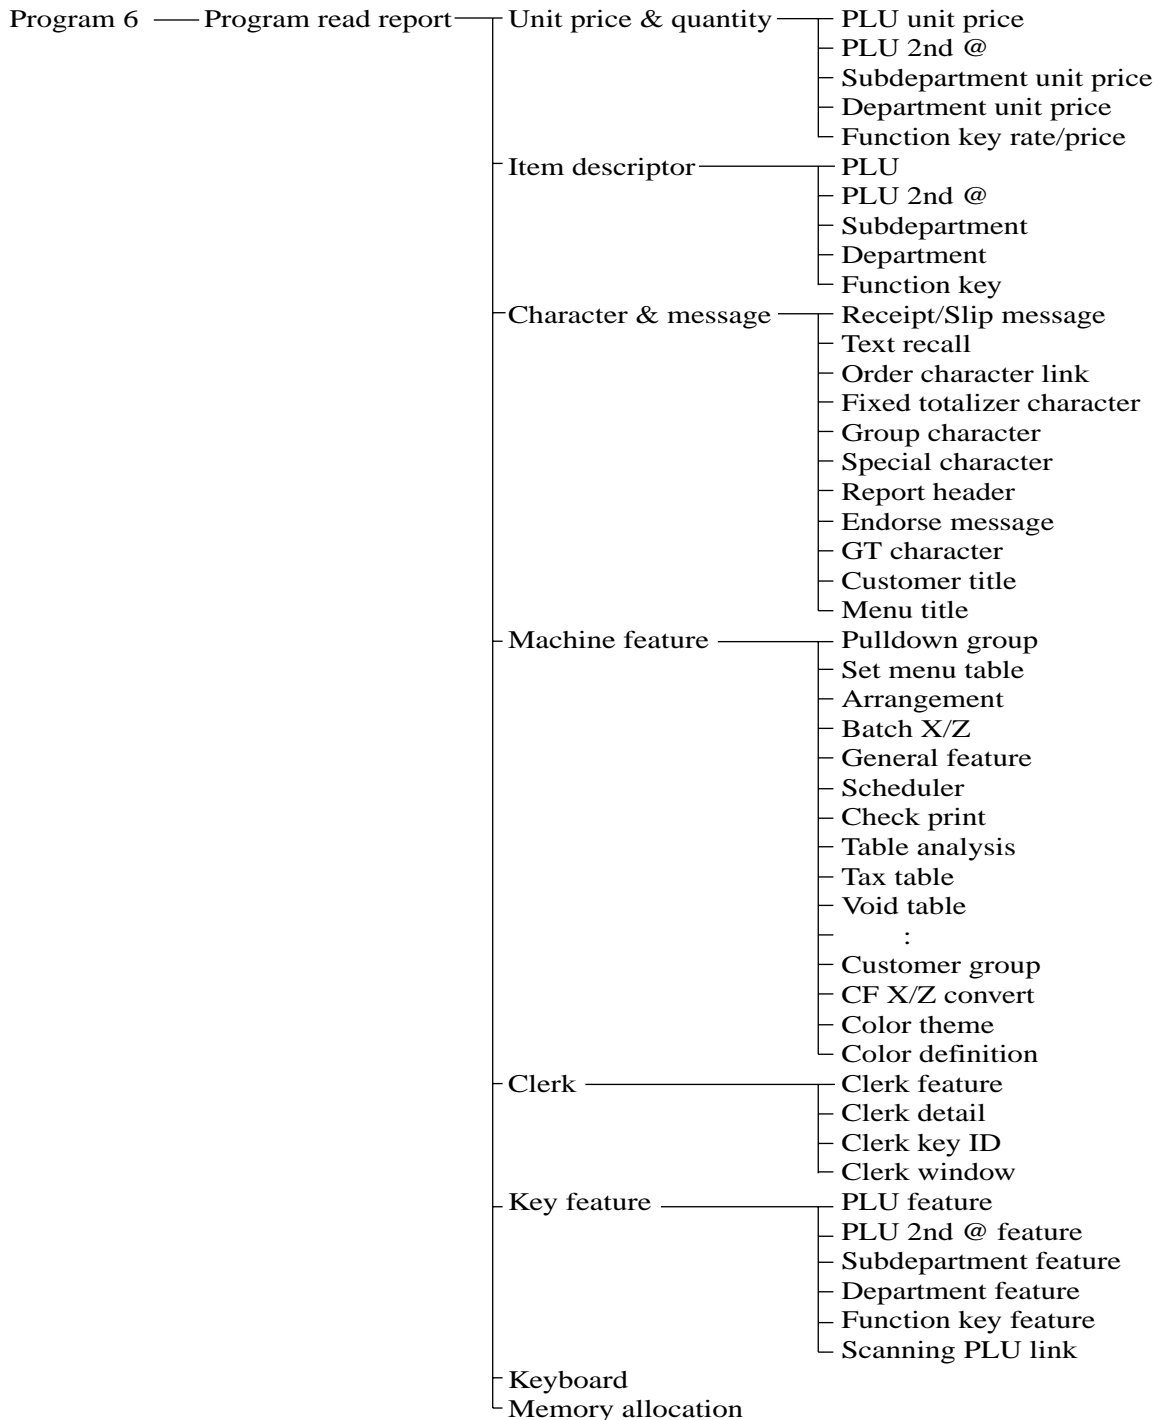 Program 6 Program read report Unit price & quantity PLU unit price
PLU 2nd @
Subdepartment unit price
Department unit price
Function key rate/price
Item descriptor PLU
PLU 2nd @
Subdepartment
Department
Function key
Character & message Receipt/Slip message
Text recall
Order character link
Fixed totalizer character
Group character
Special character
Report header
Endorse message
GT character
Customer title
Menu title
Machine feature Pulldown group
Set menu table
Arrangement
Batch X/Z
General feature
Scheduler
Check print
Table analysis
Tax table
Void table
:
Customer group
CF X/Z convert
Color theme
Color definition
Clerk Clerk feature
Clerk detail
Clerk key ID
Clerk window
Key feature PLU feature
PLU 2nd @ feature
Subdepartment feature
Department feature
Function key feature
Scanning PLU link
Keyboard
Memory allocation